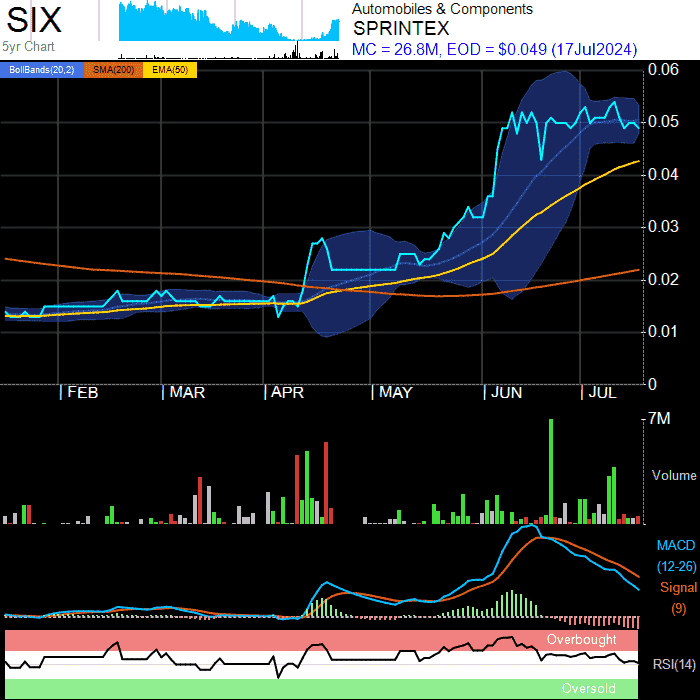 SIX
5yr Chart
Automobiles & Components
SPRINTEX
MC = 26.8M, EOD = $0.049 (17Jul2024)
BollBands(20,2) SMA(200) EMA(50)
0.06
0.05
0.04
0.03
0.02
0.01
0
FEB MAR APR MAY JUN JUL
7M
Volume
MACD
(12-26)
Signal
(9)
Overbought
RSI(14)
Oversold